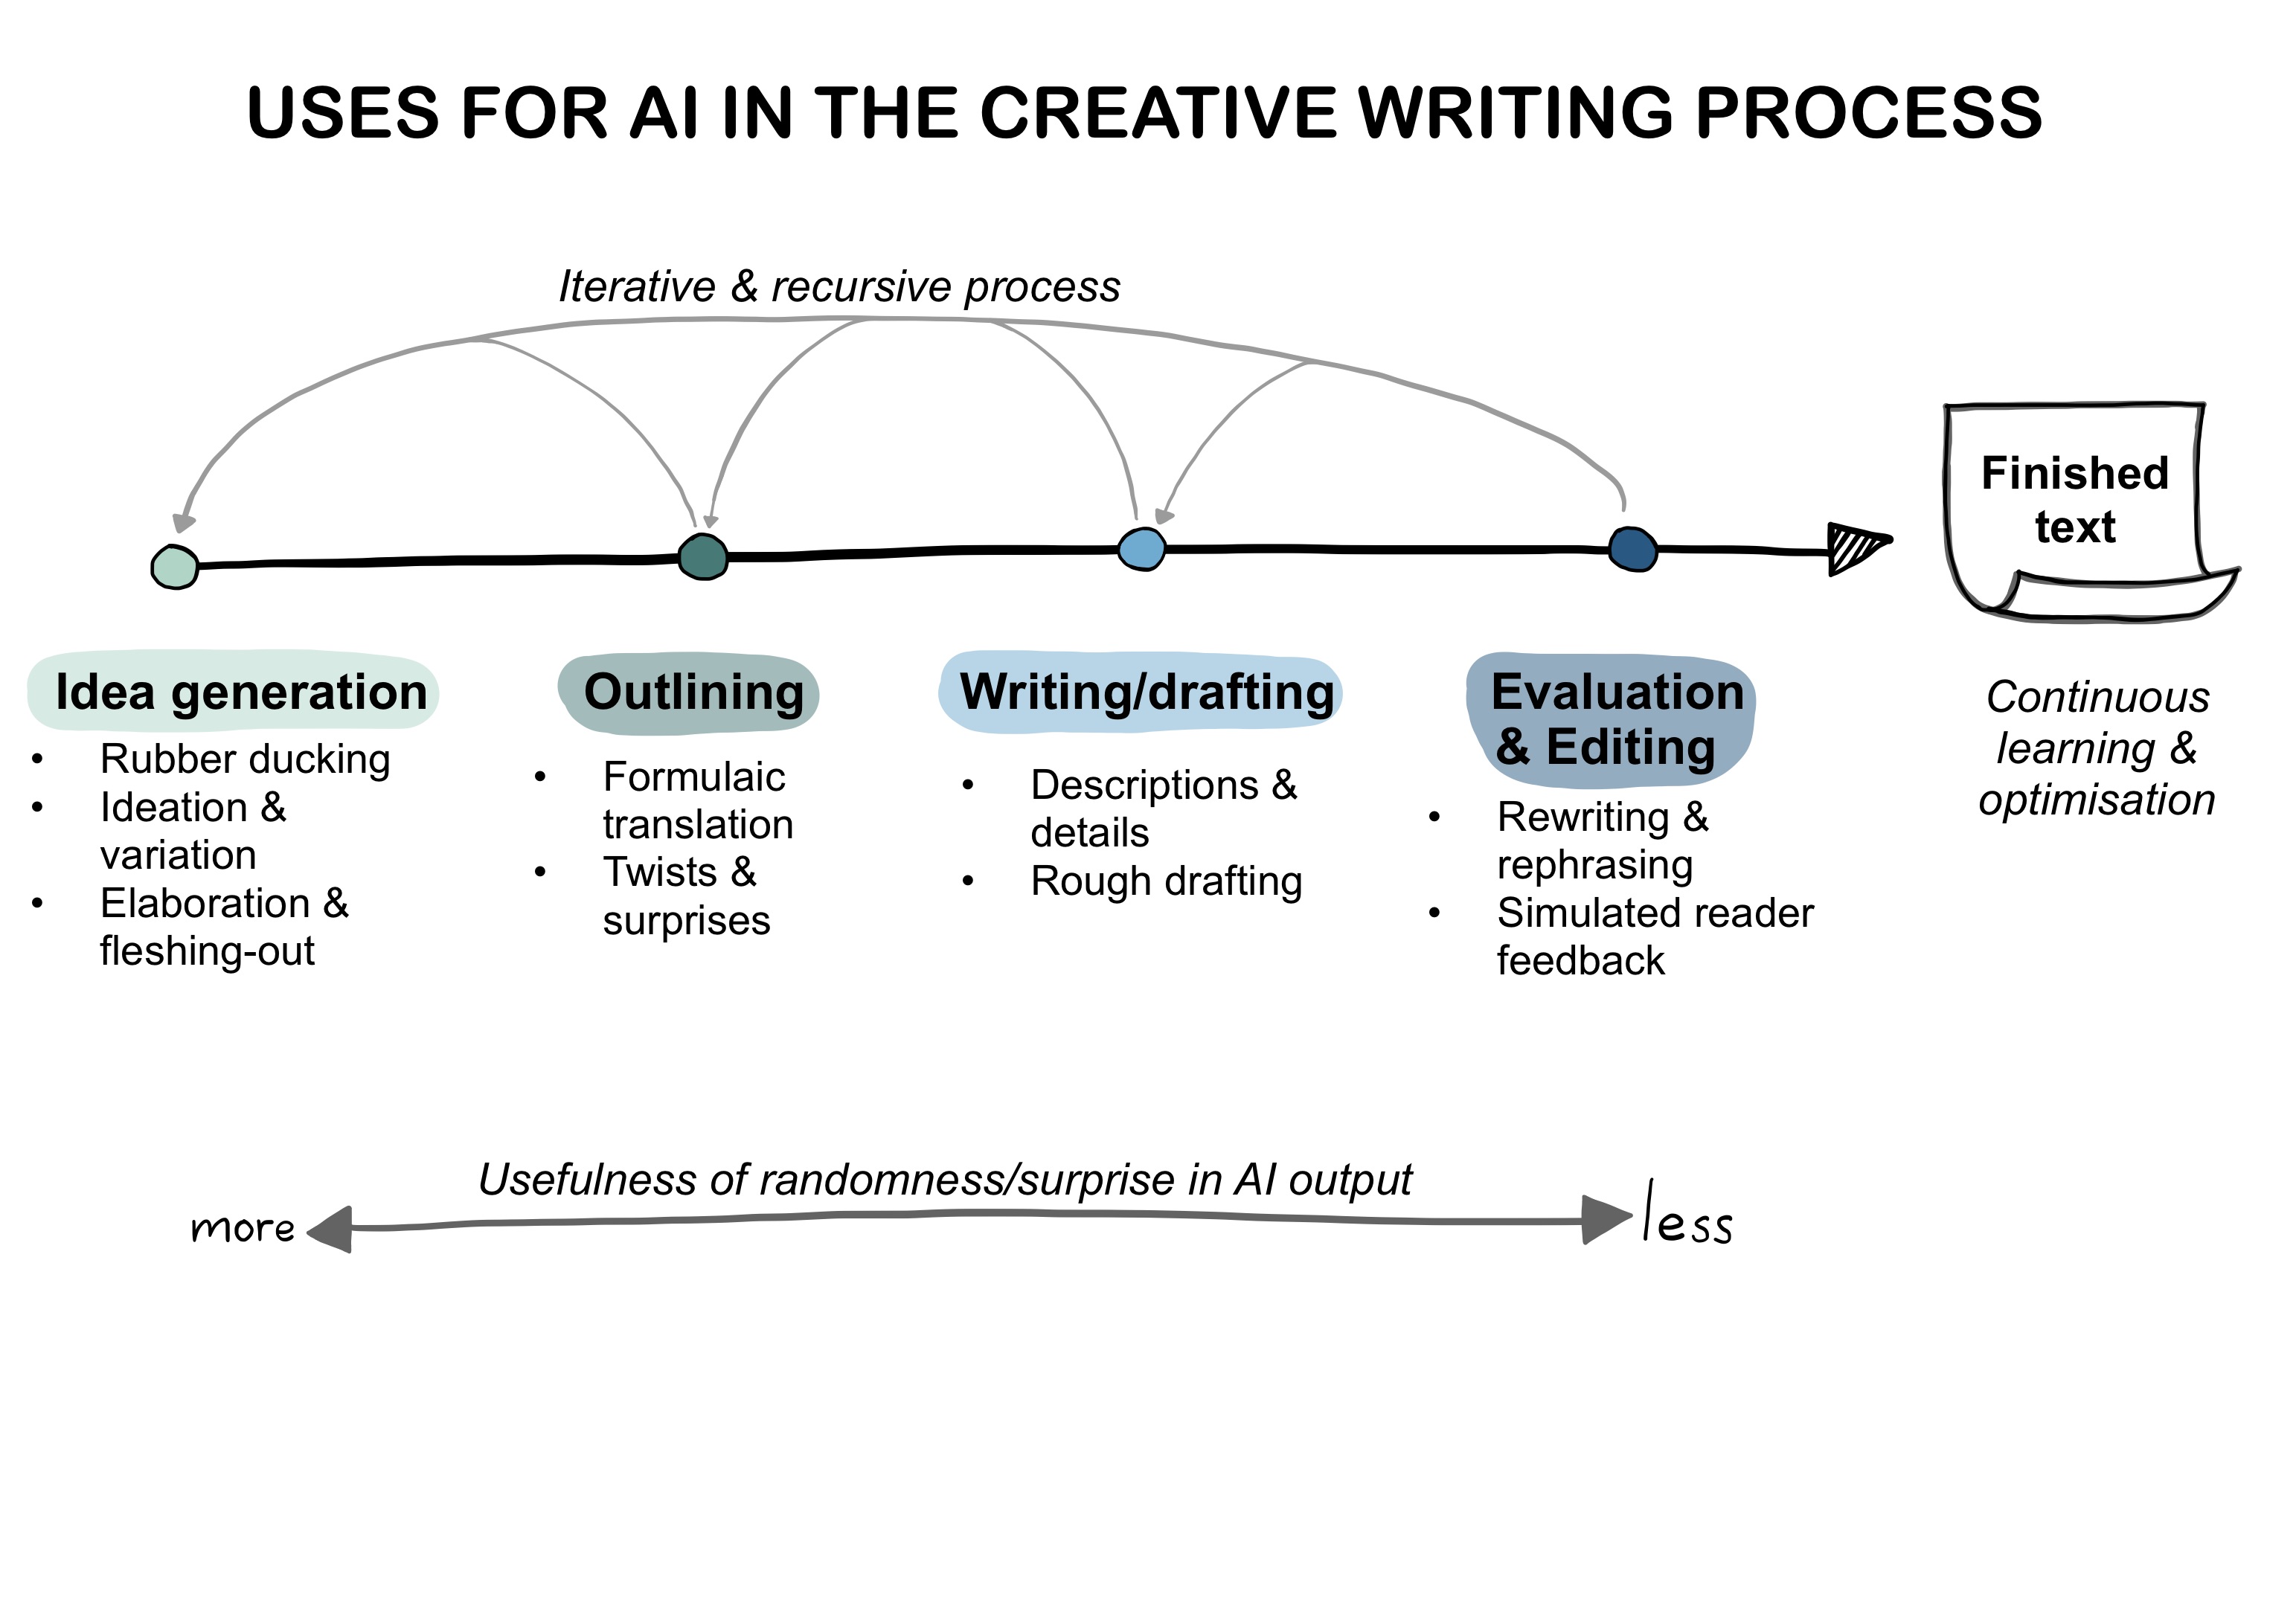 USES FOR AI IN THE CREATIVE WRITING PROCESS
Iterative & recursive process
Finished
text
Idea generation
• Rubber ducking
• Ideation &
variation
• Elaboration &
fleshing-out
Outlining
• Formulaic
translation
• Twists &
surprises
Writing/drafting
• Descriptions &
details
• Rough drafting
Evaluation
& Editing
• Rewriting &
rephrasing
• Simulated reader
feedback
Continuous
learning &
optimisation
Usefulness of randomness/surprise in AI output
more
less